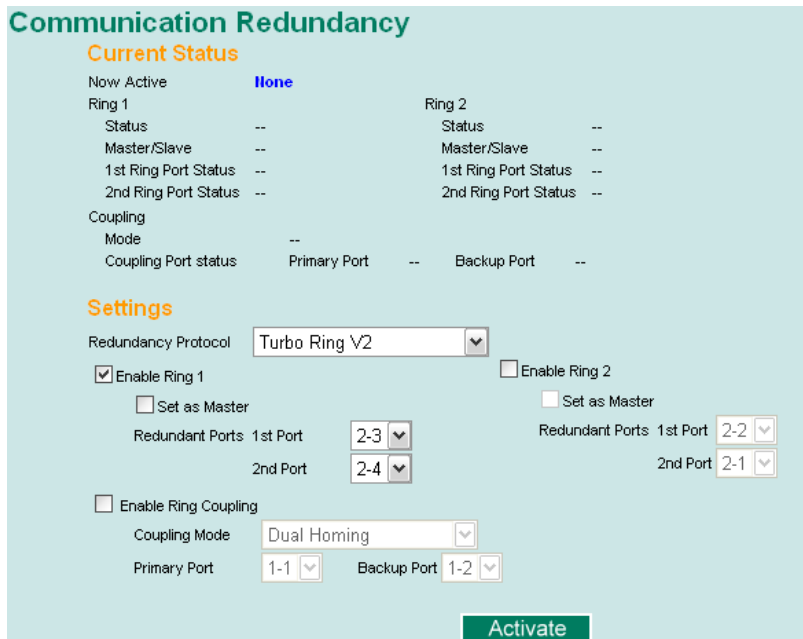 Communication Redundancy
Current Status
Now Active None
Ring 1 Ring 2
Status -- Status --
Master/Slave -- Master/Slave --
1st Ring Port Status -- 1st Ring Port Status --
2nd Ring Port Status -- 2nd Ring Port Status --
Coupling
Mode --
Coupling Port status Primary Port -- Backup Port --
Settings
Redundancy Protocol Turbo Ring V2
Enable Ring 1 Enable Ring 2
Set as Master Set as Master
Redundant Ports 1st Port 2-3 Redundant Ports 1st Port 2-2
2nd Port 2-4 2nd Port 2-1
Enable Ring Coupling
Coupling Mode Dual Homing
Primary Port 1-1 Backup Port 1-2
Activate